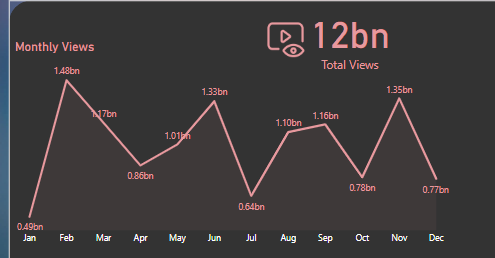 12bn
Total Views
Monthly Views
1.48bn
1.17bn
0.86bn
1.01bn
1.33bn
0.64bn
1.10bn
1.16bn
0.78bn
1.35bn
0.77bn
0.49bn
Jan Feb Mar Apr May Jun Jul Aug Sep Oct Nov Dec